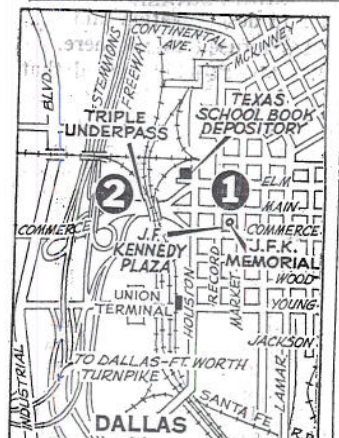 CONTINENTAL
AVE.
McKINNEY
STEMMONS
FREEWAY
BLVD.
TRIPLE
UNDERPASS
TEXAS
SCHOOL BOOK
DEPOSITORY
2
1
ELM
MAIN
COMMERCE
COMMERCE
J.F.
KENNEDY
PLAZA
J.F.K.
MEMORIAL
WOOD
YOUNG
UNION
TERMINAL
HOUSTON
RECORD
MARKET
JACKSON
LAMAR
TO DALLAS-FT. WORTH
TURNPIKE
INDUSTRIAL
SANTA FE
DALLAS
R.R.